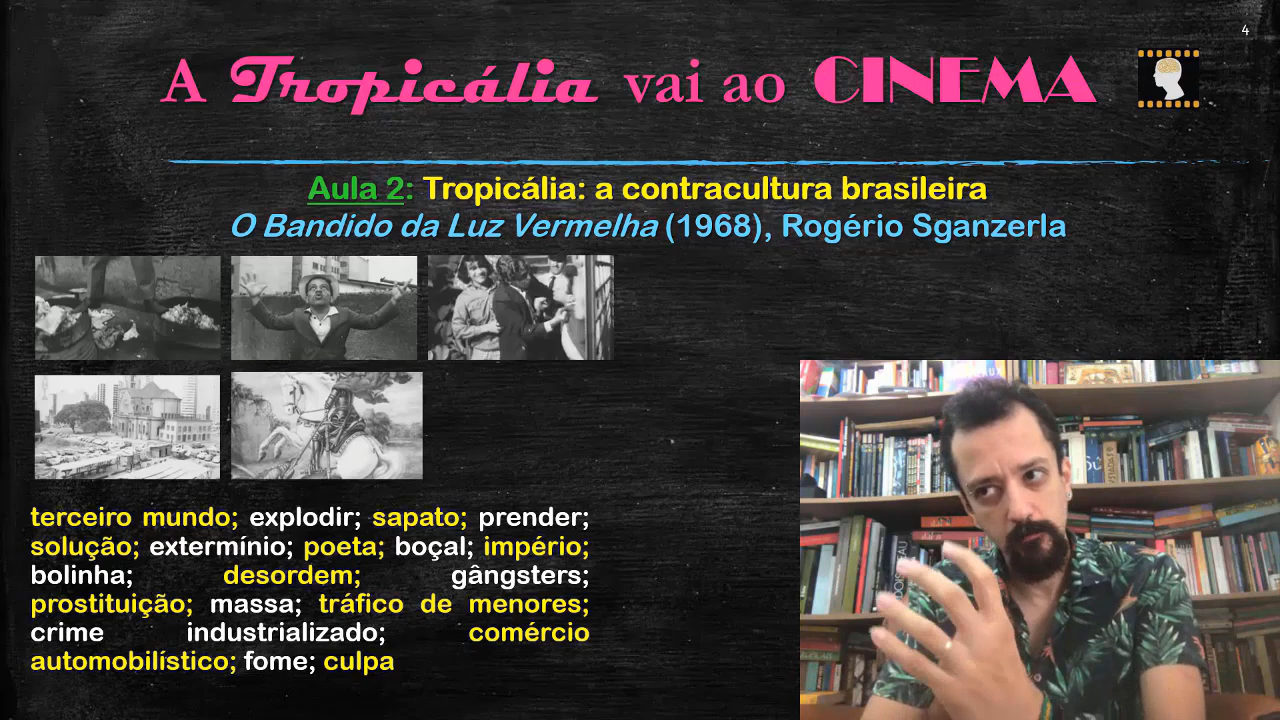 4
A Tropicália vai ao CINEMA
Aula 2: Tropicália: a contracultura brasileira
O Bandido da Luz Vermelha (1968), Rogério Sganzerla
terceiro mundo; explodir; sapato; prender;
solução; extermínio; poeta; boçal; império;
bolinha; desordem; gângsters;
prostituição; massa; tráfico de menores;
crime industrializado; comércio
automobilístico; fome; culpa